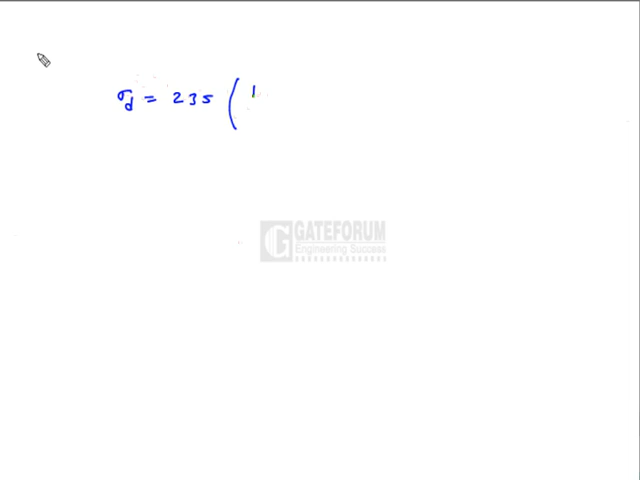 σd = 235 ( 1
GATEFORUM
Engineering Success